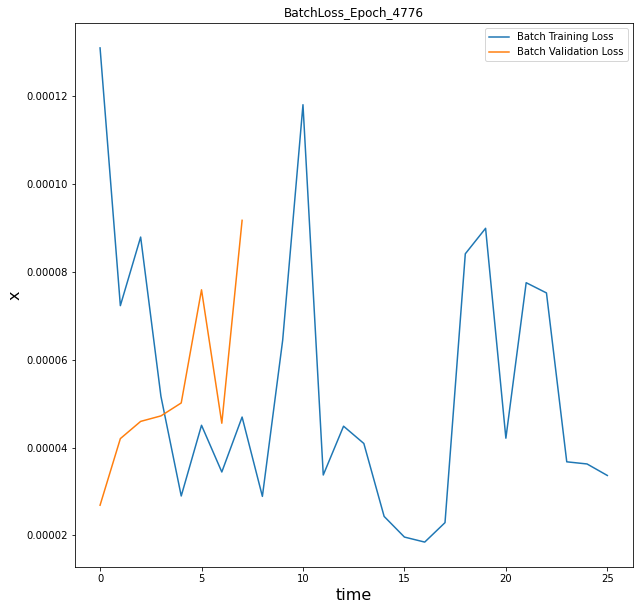 BatchLoss_Epoch_4776
Batch Training Loss
Batch Validation Loss
0.00012
0.00010
0.00008
0.00006
0.00004
0.00002
x
0 5 10 15 20 25
time